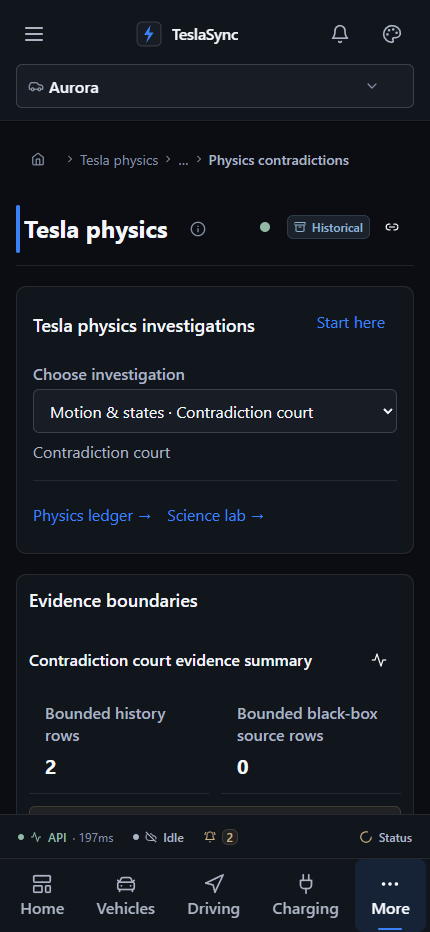 TeslaSync
Aurora
Tesla physics
...
Physics contradictions
Tesla physics
Historical
Tesla physics investigations
Start here
Choose investigation
Motion & states · Contradiction court
Contradiction court
Physics ledger → Science lab →
Evidence boundaries
Contradiction court evidence summary
Bounded history
rows
2
Bounded black-box
source rows
0
API · 197ms
Idle
2
Status
Home
Vehicles
Driving
Charging
More